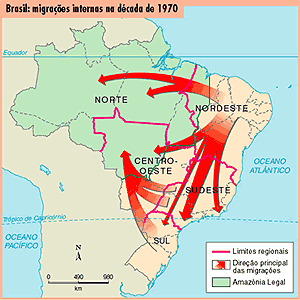 Brasil: migrações internas na década de 1970
Equador
NORTE
NORDESTE
CENTRO-
OESTE
SUDESTE
OCEANO
ATLÂNTICO
Trópico de Capricórnio
OCEANO
PACÍFICO
SUL
N
0 490 980
km
Limites regionais
Direção principal
das migrações
Amazônia Legal